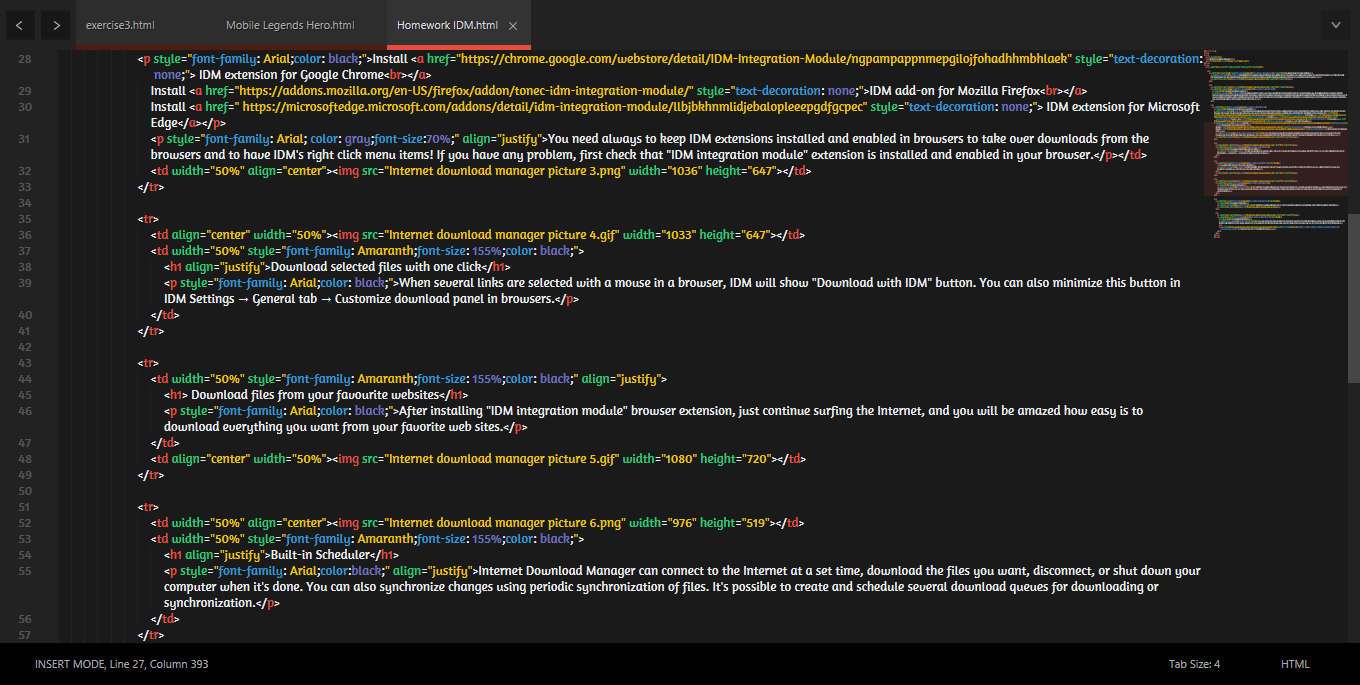 exercise3.html Mobile Legends Hero.html Homework IDM.html
28 <p style="font-family: Arial;color: black;">Install <a href="https://chrome.google.com/webstore/detail/IDM-Integration-Module/ngpampappnmepgilojfohadhhmbhlaek" style="text-decoration:
none;"> IDM extension for Google Chrome<br></a>
29 Install <a href="https://addons.mozilla.org/en-US/firefox/addon/tonec-idm-integration-module/" style="text-decoration: none;">IDM add-on for Mozilla Firefox<br></a>
30 Install <a href=" https://microsoftedge.microsoft.com/addons/detail/idm-integration-module/llbjbkhnmlidjebalopleeepgdfgcpec" style="text-decoration: none;"> IDM extension for Microsoft
Edge</a></p>
31 <p style="font-family: Arial; color: gray;font-size:70%;" align="justify">You need always to keep IDM extensions installed and enabled in browsers to take over downloads from the
browsers and to have IDM's right click menu items! If you have any problem, first check that "IDM integration module" extension is installed and enabled in your browser.</p></td>
32 <td width="50%" align="center"><img src="Internet download manager picture 3.png" width="1036" height="647"></td>
33 </tr>
34
35 <tr>
36 <td align="center" width="50%"><img src="Internet download manager picture 4.gif" width="1033" height="647"></td>
37 <td width="50%" style="font-family: Amaranth;font-size: 155%;color: black;">
38 <h1 align="justify">Download selected files with one click</h1>
39 <p style="font-family: Arial;color: black;">When several links are selected with a mouse in a browser, IDM will show "Download with IDM" button. You can also minimize this button in
IDM Settings → General tab → Customize download panel in browsers.</p>
40 </td>
41 </tr>
42
43 <tr>
44 <td width="50%" style="font-family: Amaranth;font-size: 155%;color: black;" align="justify">
45 <h1> Download files from your favourite websites</h1>
46 <p style="font-family: Arial;color: black;">After installing "IDM integration module" browser extension, just continue surfing the Internet, and you will be amazed how easy is to
download everything you want from your favorite web sites.</p>
47 </td>
48 <td align="center" width="50%"><img src="Internet download manager picture 5.gif" width="1080" height="720"></td>
49 </tr>
50
51 <tr>
52 <td width="50%" align="center"><img src="Internet download manager picture 6.png" width="976" height="519"></td>
53 <td width="50%" style="font-family: Amaranth;font-size: 155%;color: black;">
54 <h1 align="justify">Built-in Scheduler</h1>
55 <p style="font-family: Arial;color:black;" align="justify">Internet Download Manager can connect to the Internet at a set time, download the files you want, disconnect, or shut down your
computer when it's done. You can also synchronize changes using periodic synchronization of files. It's possible to create and schedule several download queues for downloading or
synchronization.</p>
56 </td>
57 </tr>
INSERT MODE, Line 27, Column 393 Tab Size: 4 HTML